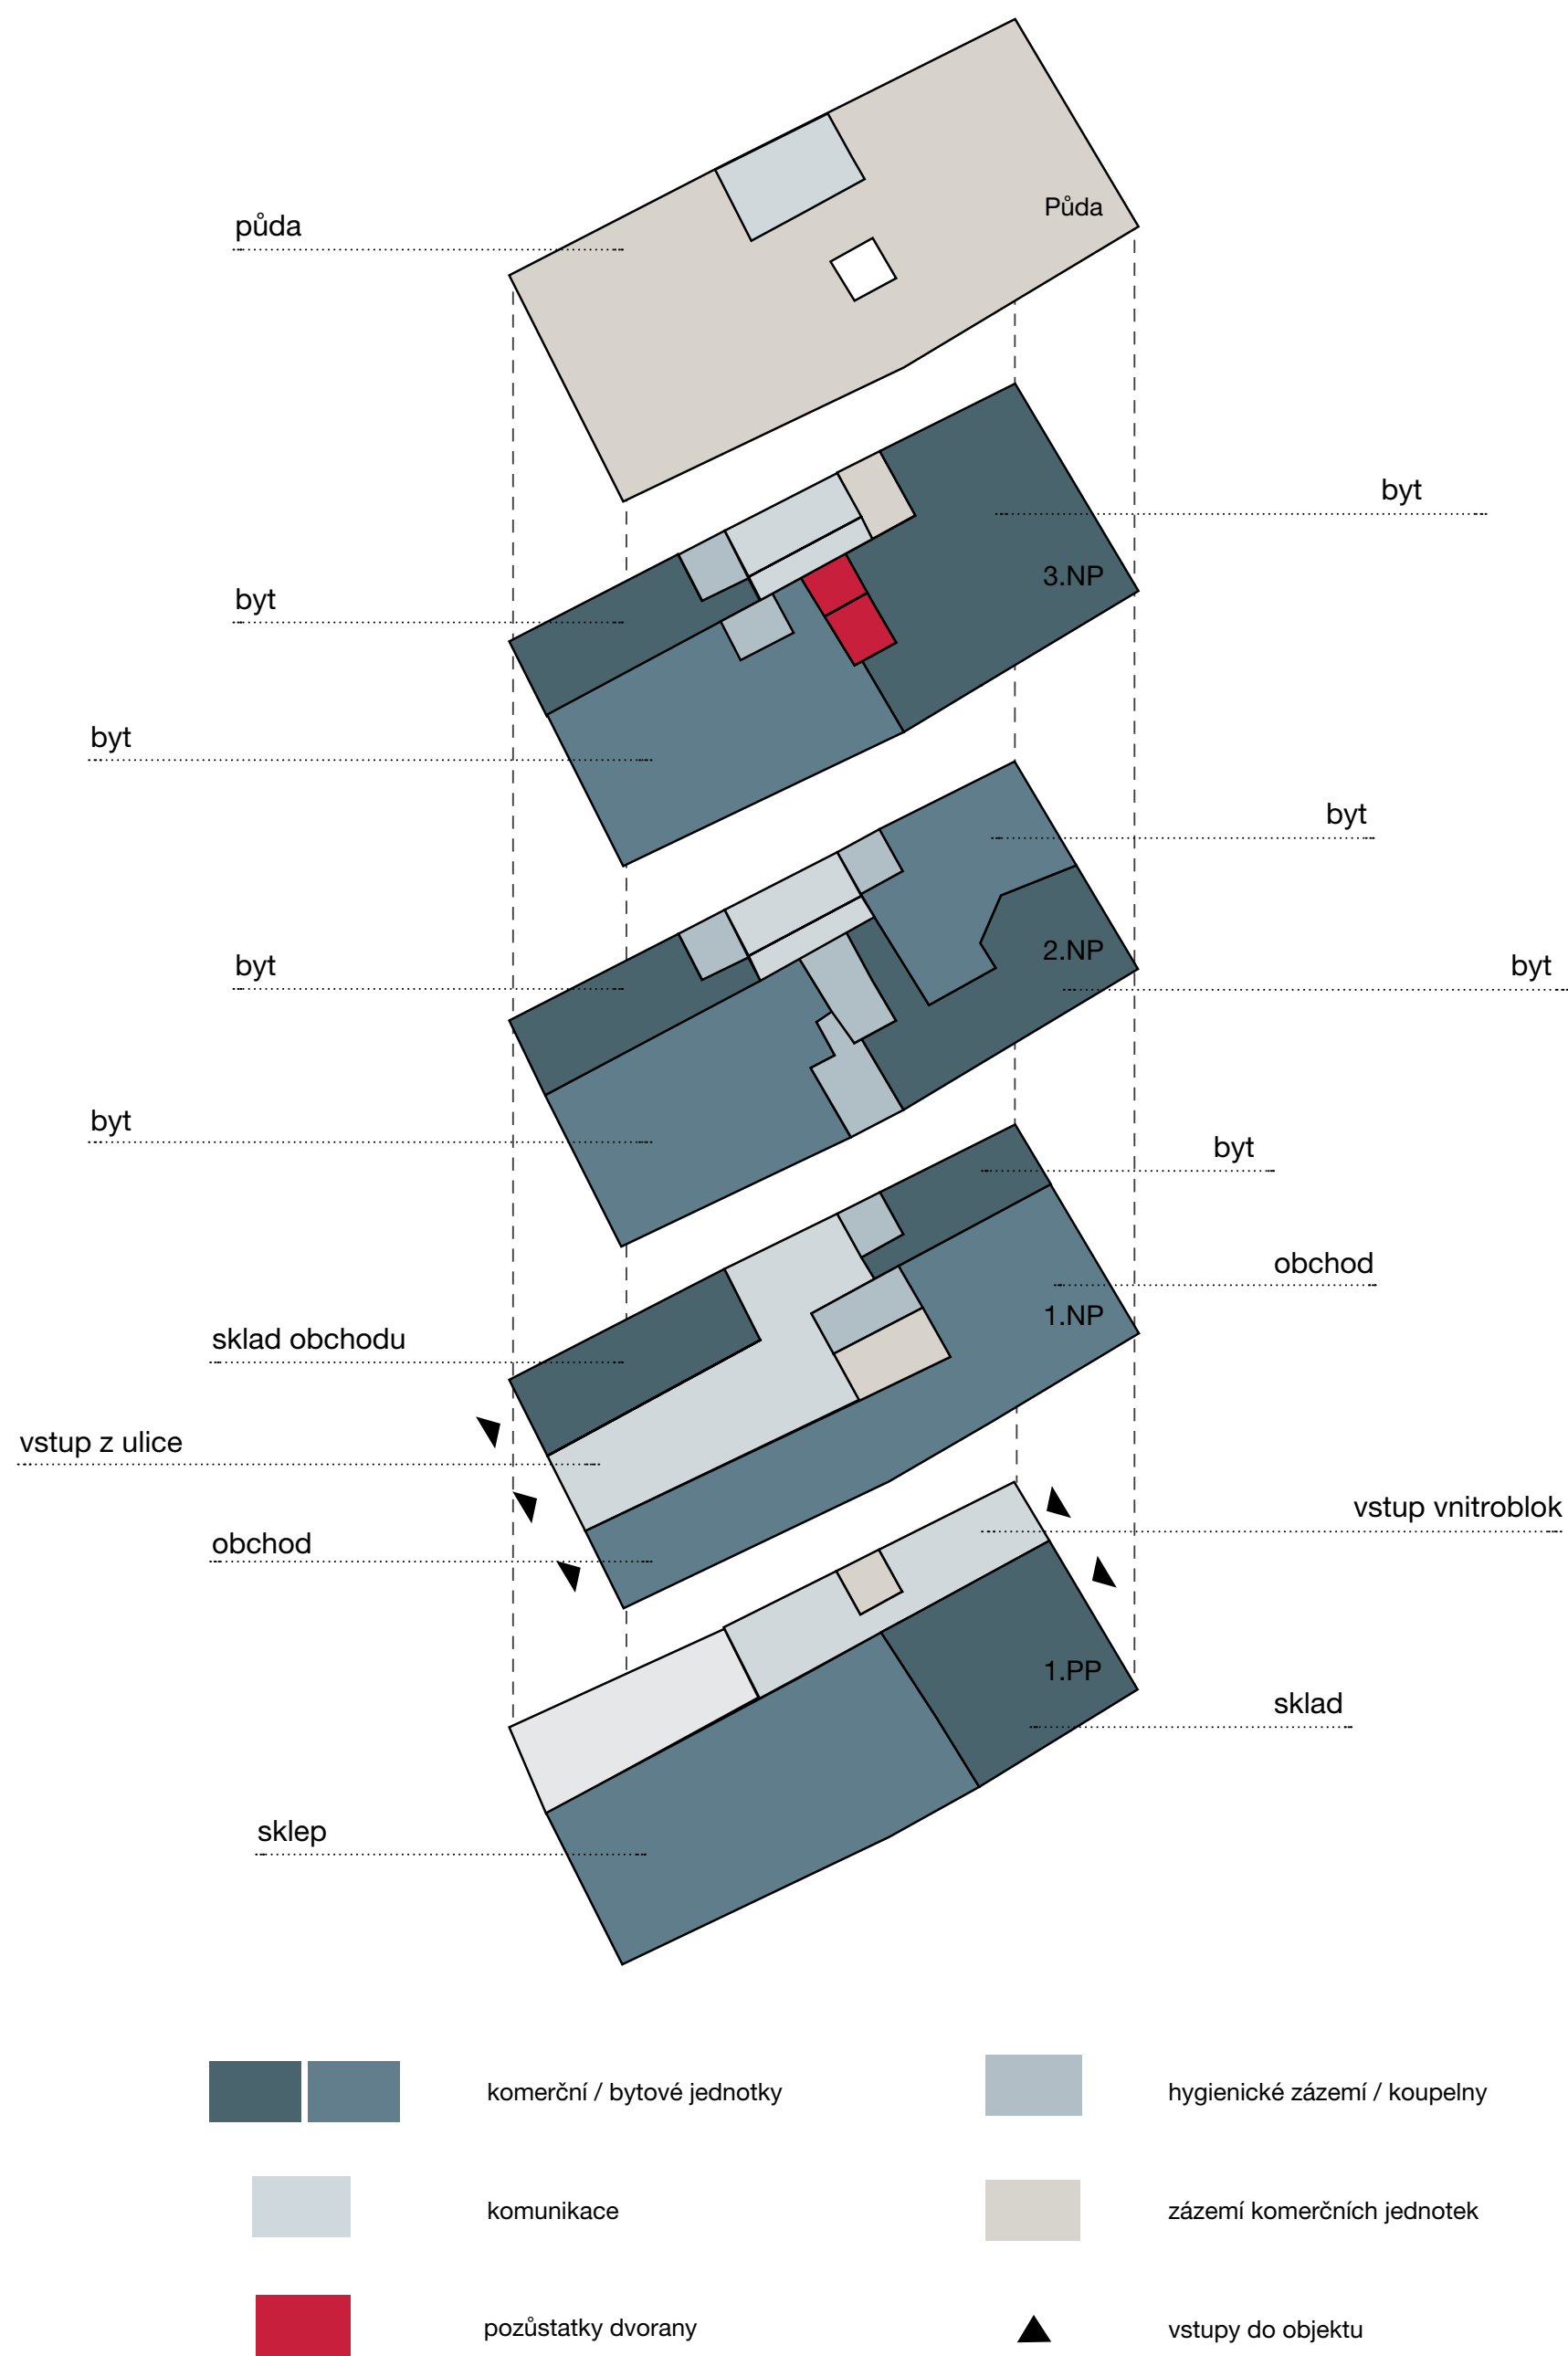 Půda
půda
byt
3.NP
byt
byt
byt
2.NP
byt
byt
byt
byt
obchod
1.NP
sklad obchodu
vstup z ulice
vstup vnitroblok
obchod
1.PP
sklad
sklep
komerční / bytové jednotky
hygienické zázemí / koupelny
komunikace
zázemí komerčních jednotek
pozůstatky dvorany
vstupy do objektu